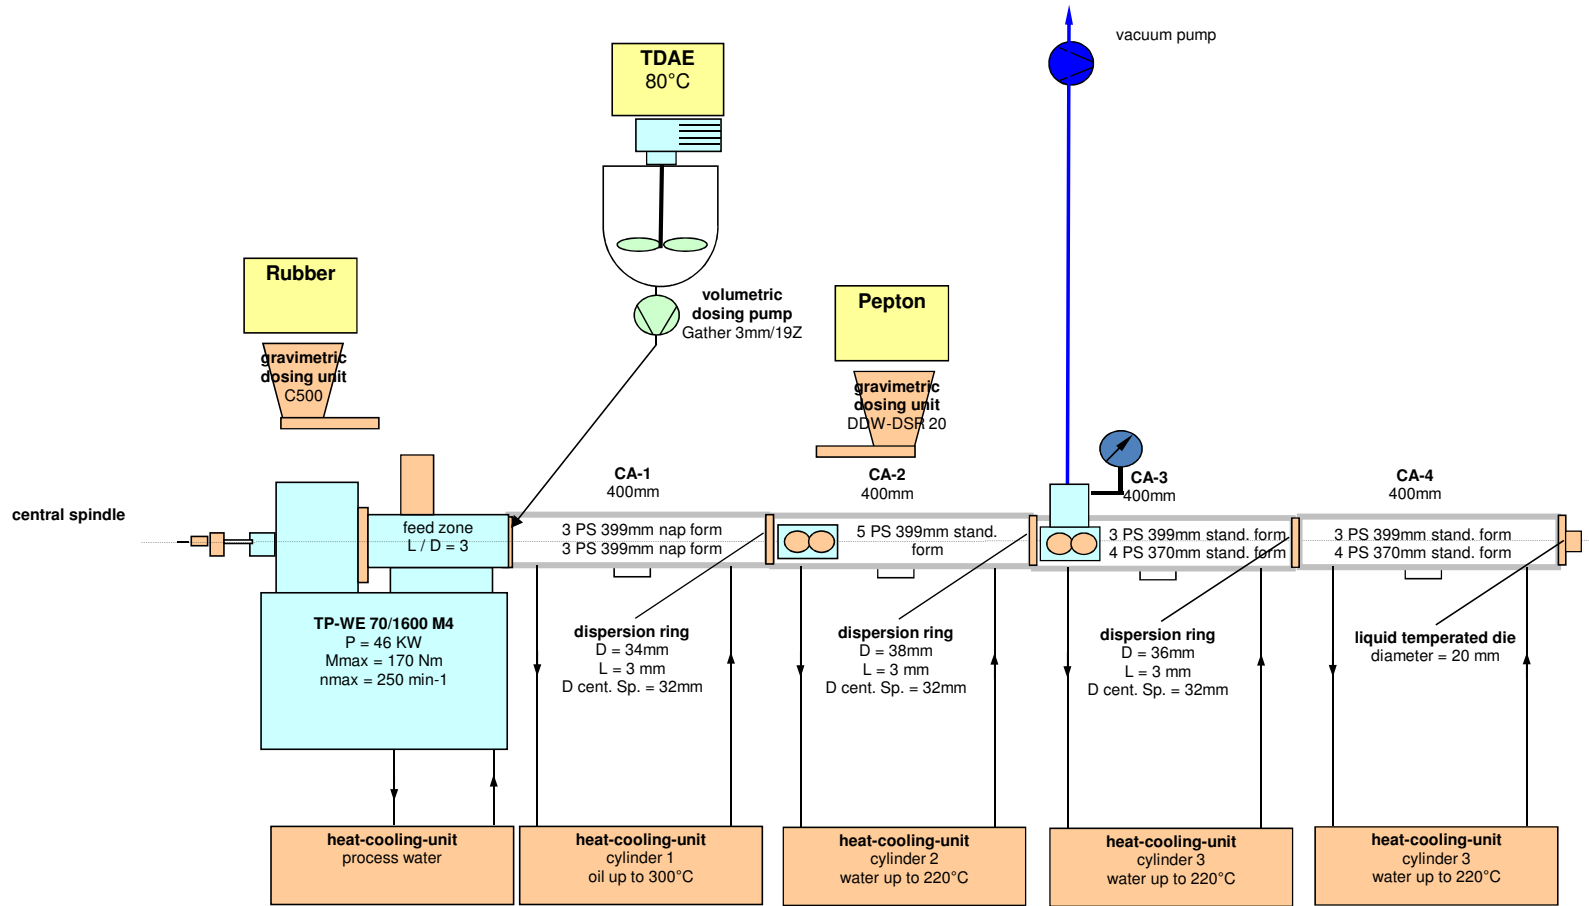 vacuum pump
TDAE
80°C
Rubber
gravimetric
dosing unit
C500
volumetric
dosing pump
Gather 3mm/19Z
Pepton
gravimetric
dosing unit
DDW-DSR 20
central spindle
feed zone
L / D = 3
CA-1
400mm
3 PS 399mm nap form
3 PS 399mm nap form
CA-2
400mm
5 PS 399mm stand.
form
CA-3
400mm
3 PS 399mm stand. form
4 PS 370mm stand. form
CA-4
400mm
3 PS 399mm stand. form
4 PS 370mm stand. form
TP-WE 70/1600 M4
P = 46 KW
Mmax = 170 Nm
nmax = 250 min-1
dispersion ring
D = 34mm
L = 3 mm
D cent. Sp. = 32mm
dispersion ring
D = 38mm
L = 3 mm
D cent. Sp. = 32mm
dispersion ring
D = 36mm
L = 3 mm
D cent. Sp. = 32mm
liquid temperated die
diameter = 20 mm
heat-cooling-unit
process water
heat-cooling-unit
cylinder 1
oil up to 300°C
heat-cooling-unit
cylinder 2
water up to 220°C
heat-cooling-unit
cylinder 3
water up to 220°C
heat-cooling-unit
cylinder 3
water up to 220°C